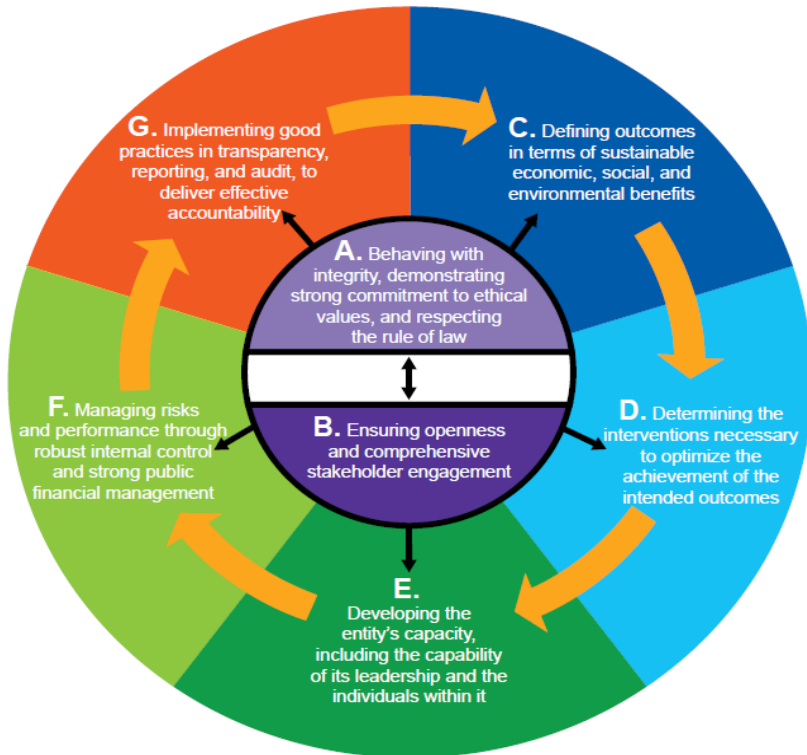 A. Behaving with
integrity, demonstrating
strong commitment to ethical
values, and respecting
the rule of law
B. Ensuring openness
and comprehensive
stakeholder engagement
C. Defining outcomes
in terms of sustainable
economic, social, and
environmental benefits
D. Determining the
interventions necessary
to optimize the
achievement of the
intended outcomes
E.
Developing the
entity's capacity,
including the capability
of its leadership and the
individuals within it
F. Managing risks
and performance through
robust internal control
and strong public
financial management
G. Implementing good
practices in transparency,
reporting, and audit, to
deliver effective
accountability